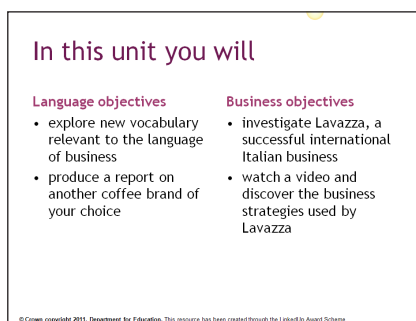 In this unit you will
Language objectives
• explore new vocabulary
relevant to the language
of business
• produce a report on
another coffee brand of
your choice
Business objectives
• investigate Lavazza, a
successful international
Italian business
• watch a video and
discover the business
strategies used by
Lavazza
© Crown copyright 2011, Department for Education. This resource has been created through the LinkedUp Award Scheme